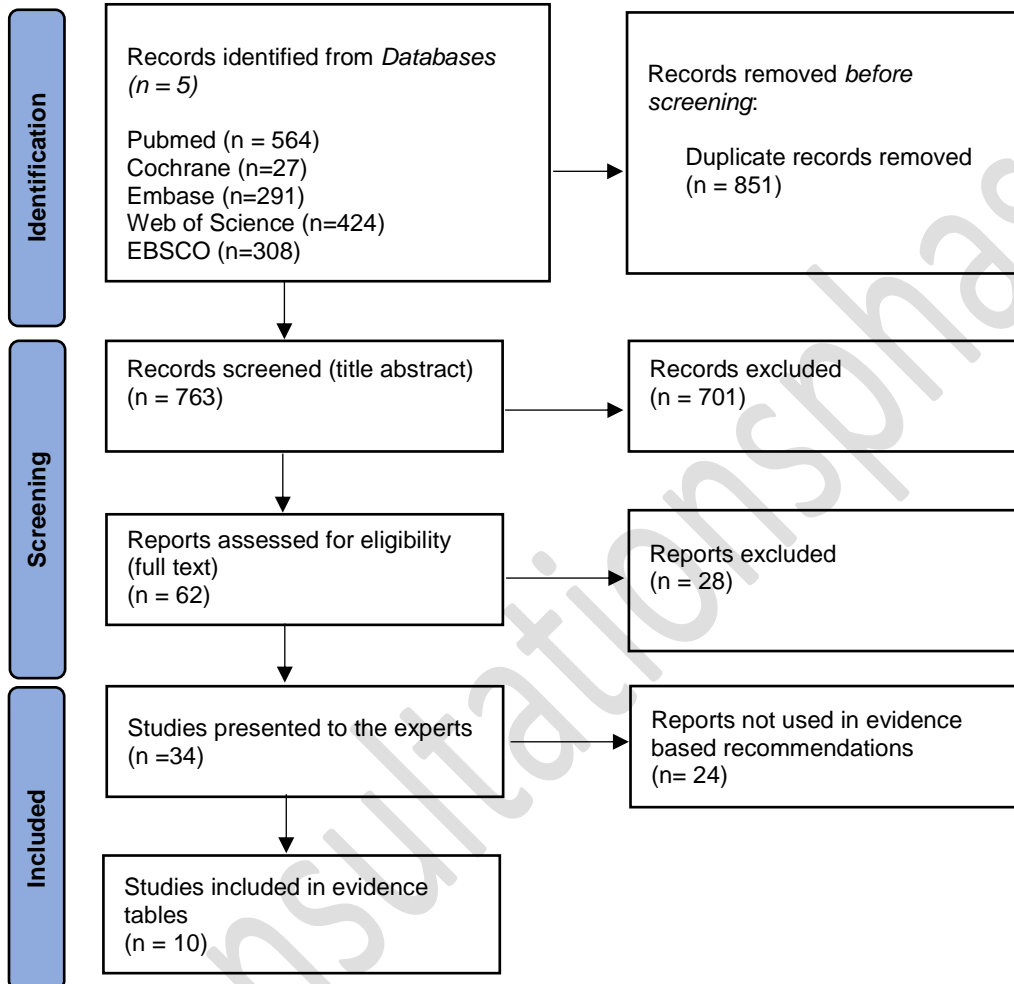 Identification
Records identified from Databases
(n = 5)
Pubmed (n = 564)
Cochrane (n=27)
Embase (n=291)
Web of Science (n=424)
EBSCO (n=308)
Records removed before
screening:
Duplicate records removed
(n = 851)
Screening
Records screened (title abstract)
(n = 763)
Records excluded
(n = 701)
Reports assessed for eligibility
(full text)
(n = 62)
Reports excluded
(n = 28)
Included
Studies presented to the experts
(n =34)
Reports not used in evidence
based recommendations
(n= 24)
Studies included in evidence
tables
(n = 10)
nsultationsphas